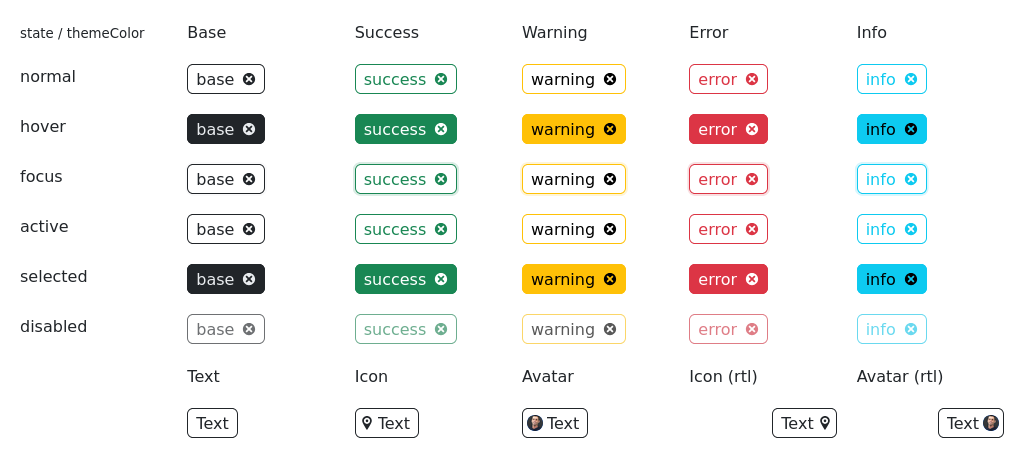 state / themeColor Base Success Warning Error Info
normal base success warning error info
hover base success warning error info
focus base success warning error info
active base success warning error info
selected base success warning error info
disabled base success warning error info
Text Icon Avatar Icon (rtl) Avatar (rtl)
Text Text Text Text Text